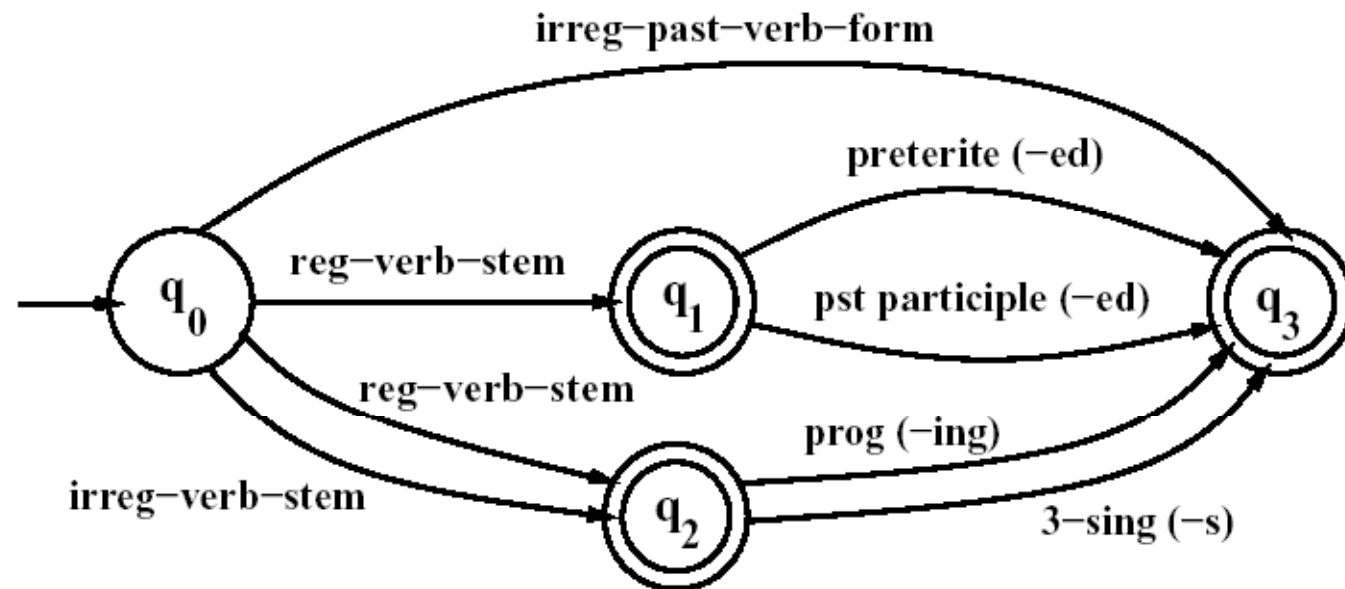 irreg−past−verb−form
preterite (−ed)
reg−verb−stem
q0
q1
pst participle (−ed)
q3
reg−verb−stem
prog (−ing)
irreg−verb−stem
q2
3−sing (−s)